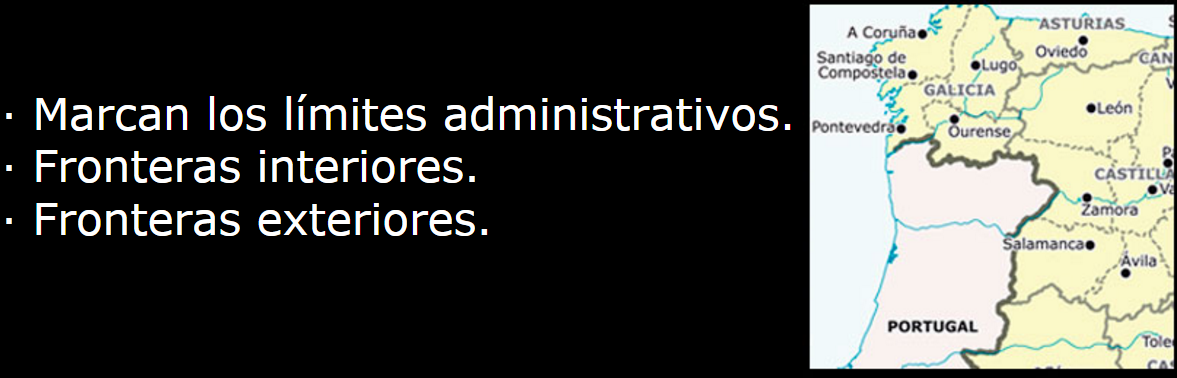 · Marcan los límites administrativos.
· Fronteras interiores.
· Fronteras exteriores.
A Coruña
ASTURIAS
Oviedo
Santiago de
Compostela
Lugo
GALICIA
León
Pontevedra
Ourense
Zamora
Salamanca
Ávila
PORTUGAL